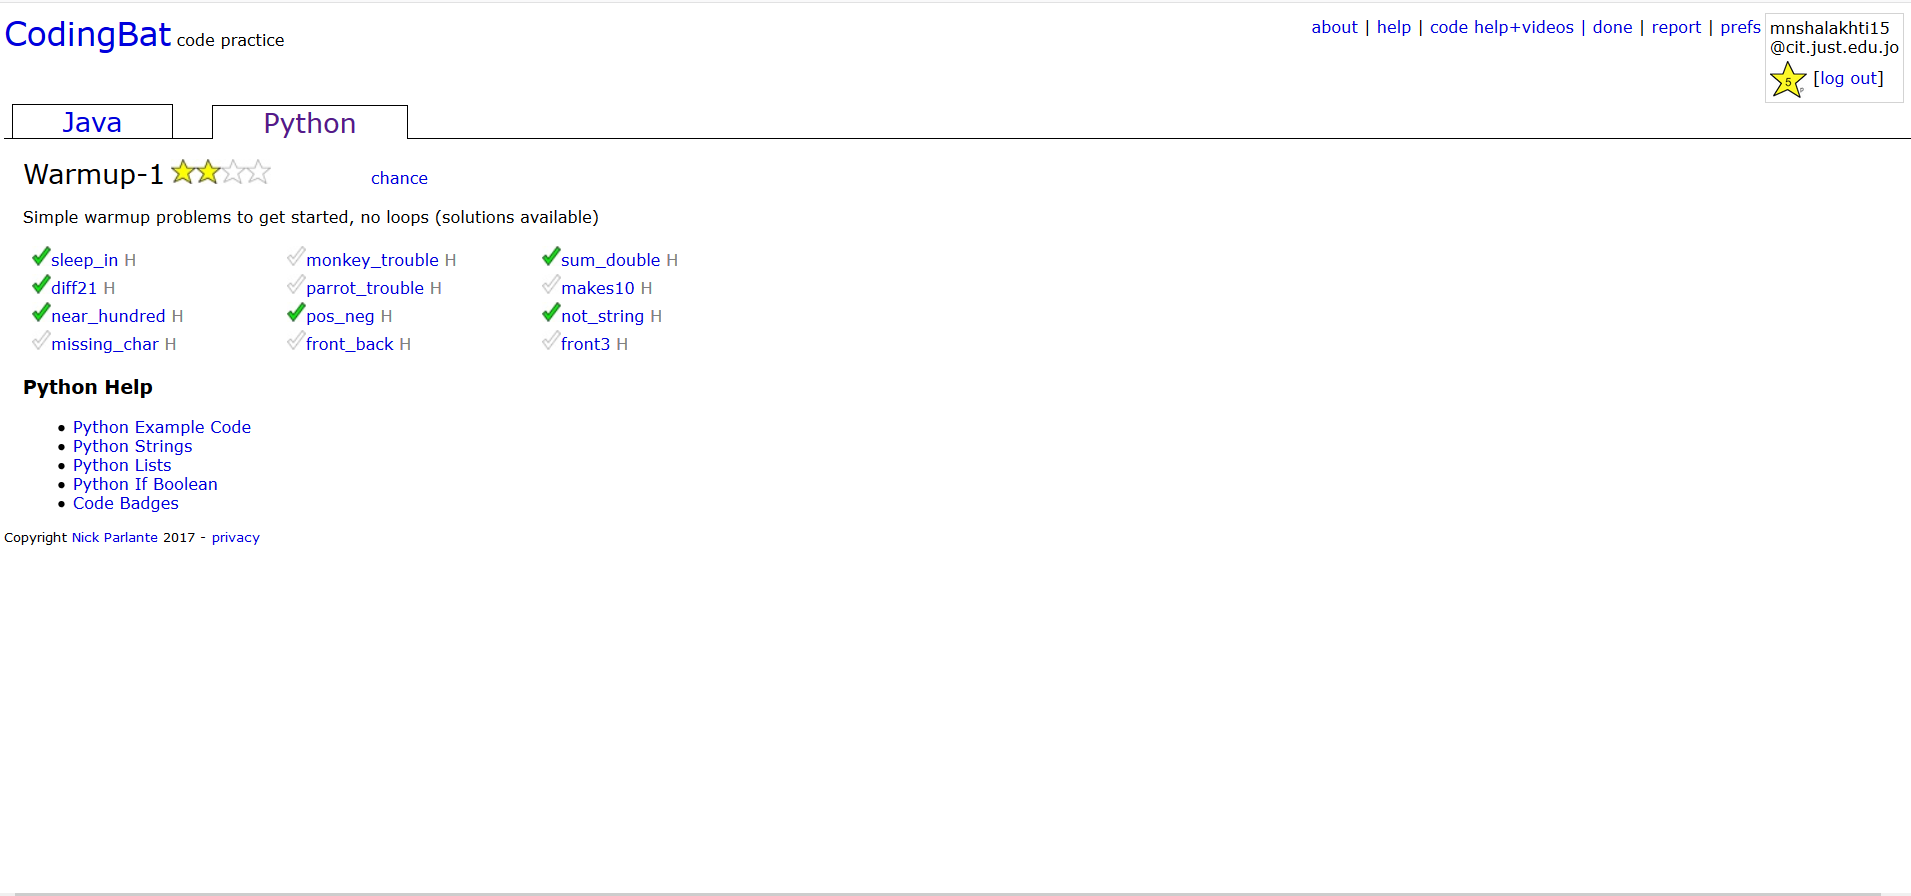 CodingBat code practice
about | help | code help+videos | done | report | prefs
mnshalakhti15
@cit.just.edu.jo
5 [log out]
Java Python
Warmup-1 chance
Simple warmup problems to get started, no loops (solutions available)
sleep_in H monkey_trouble H sum_double H
diff21 H parrot_trouble H makes10 H
near_hundred H pos_neg H not_string H
missing_char H front_back H front3 H
Python Help
• Python Example Code
• Python Strings
• Python Lists
• Python If Boolean
• Code Badges
Copyright Nick Parlante 2017 - privacy